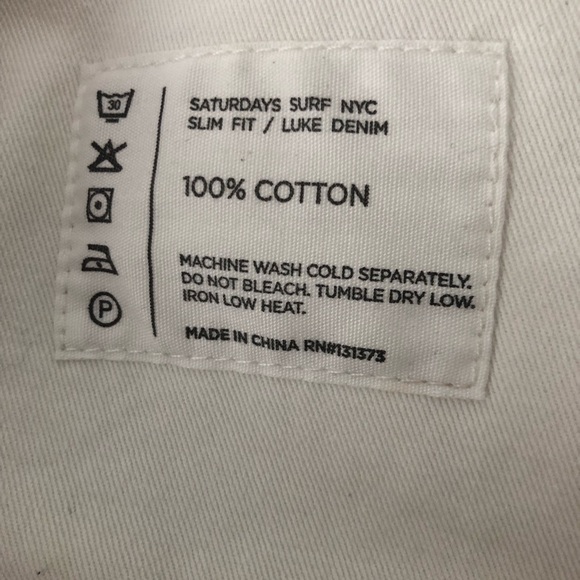 30
SATURDAYS SURF NYC
SLIM FIT / LUKE DENIM
100% COTTON
MACHINE WASH COLD SEPARATELY.
DO NOT BLEACH. TUMBLE DRY LOW.
IRON LOW HEAT.
MADE IN CHINA RN#131373
P